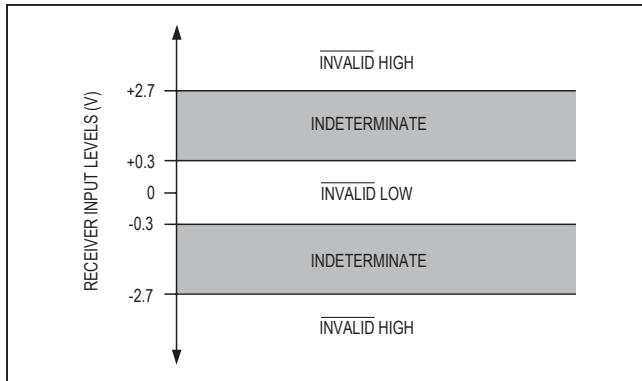 RECEIVER INPUT LEVELS (V)
INVALID HIGH
+2.7
INDETERMINATE
+0.3
0
INVALID LOW
-0.3
INDETERMINATE
-2.7
INVALID HIGH